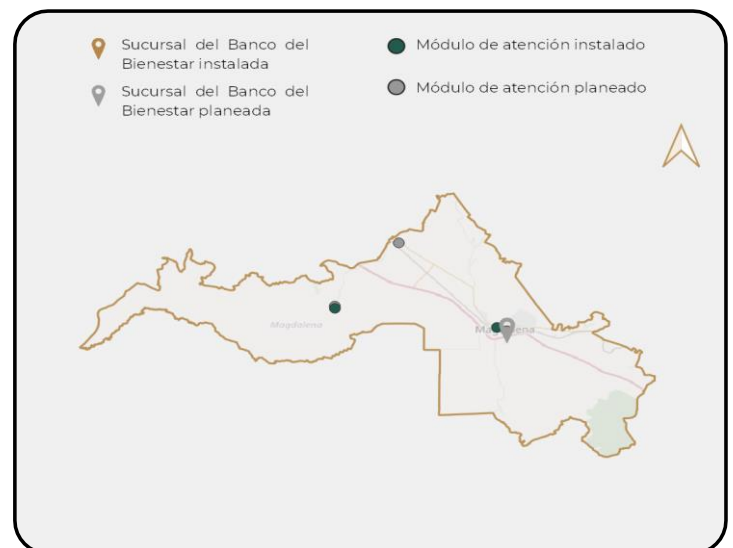 Sucursal del Banco del
Bienestar instalada
Sucursal del Banco del
Bienestar planeada
Módulo de atención instalado
Módulo de atención planeado
Magdalena
Magdalena